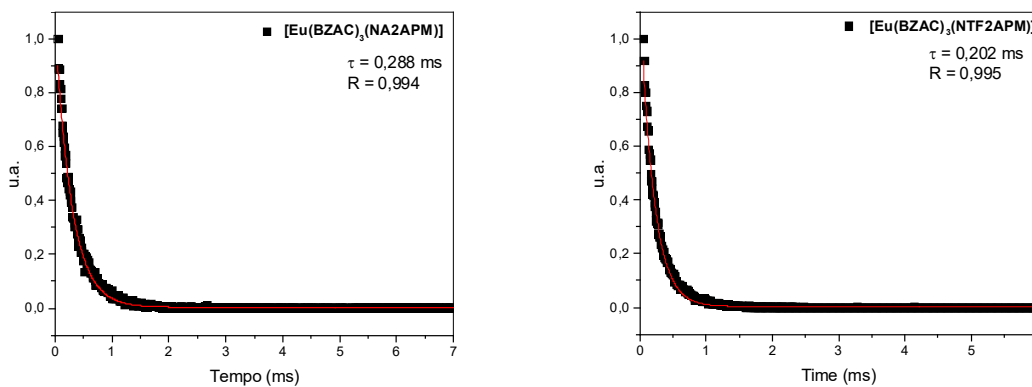 [Eu(BZAC)3(NA2APM)]
τ = 0,288 ms
R = 0,994
1,0
0,8
0,6
0,4
0,2
0,0
u.a.
0 1 2 3 4 5 6 7
Tempo (ms)
[Eu(BZAC)3(NTF2APM)]
τ = 0,202 ms
R = 0,995
1,0
0,8
0,6
0,4
0,2
0,0
u.a.
0 1 2 3 4 5
Time (ms)